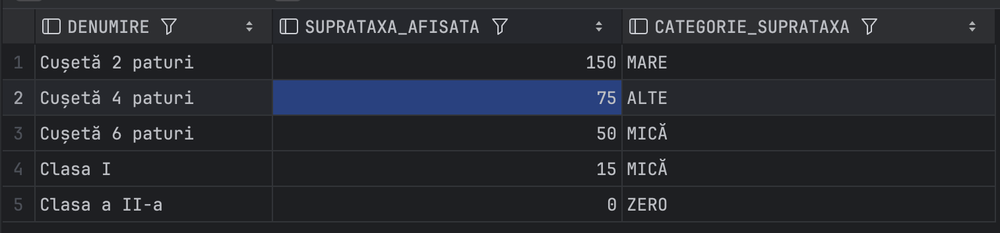 DENUMIRE SUPRATAXA_AFISATA CATEGORIE_SUPRATAXA
1 Cușetă 2 paturi 150 MARE
2 Cușetă 4 paturi 75 ALTE
3 Cușetă 6 paturi 50 MICĂ
4 Clasa I 15 MICĂ
5 Clasa a II-a 0 ZERO